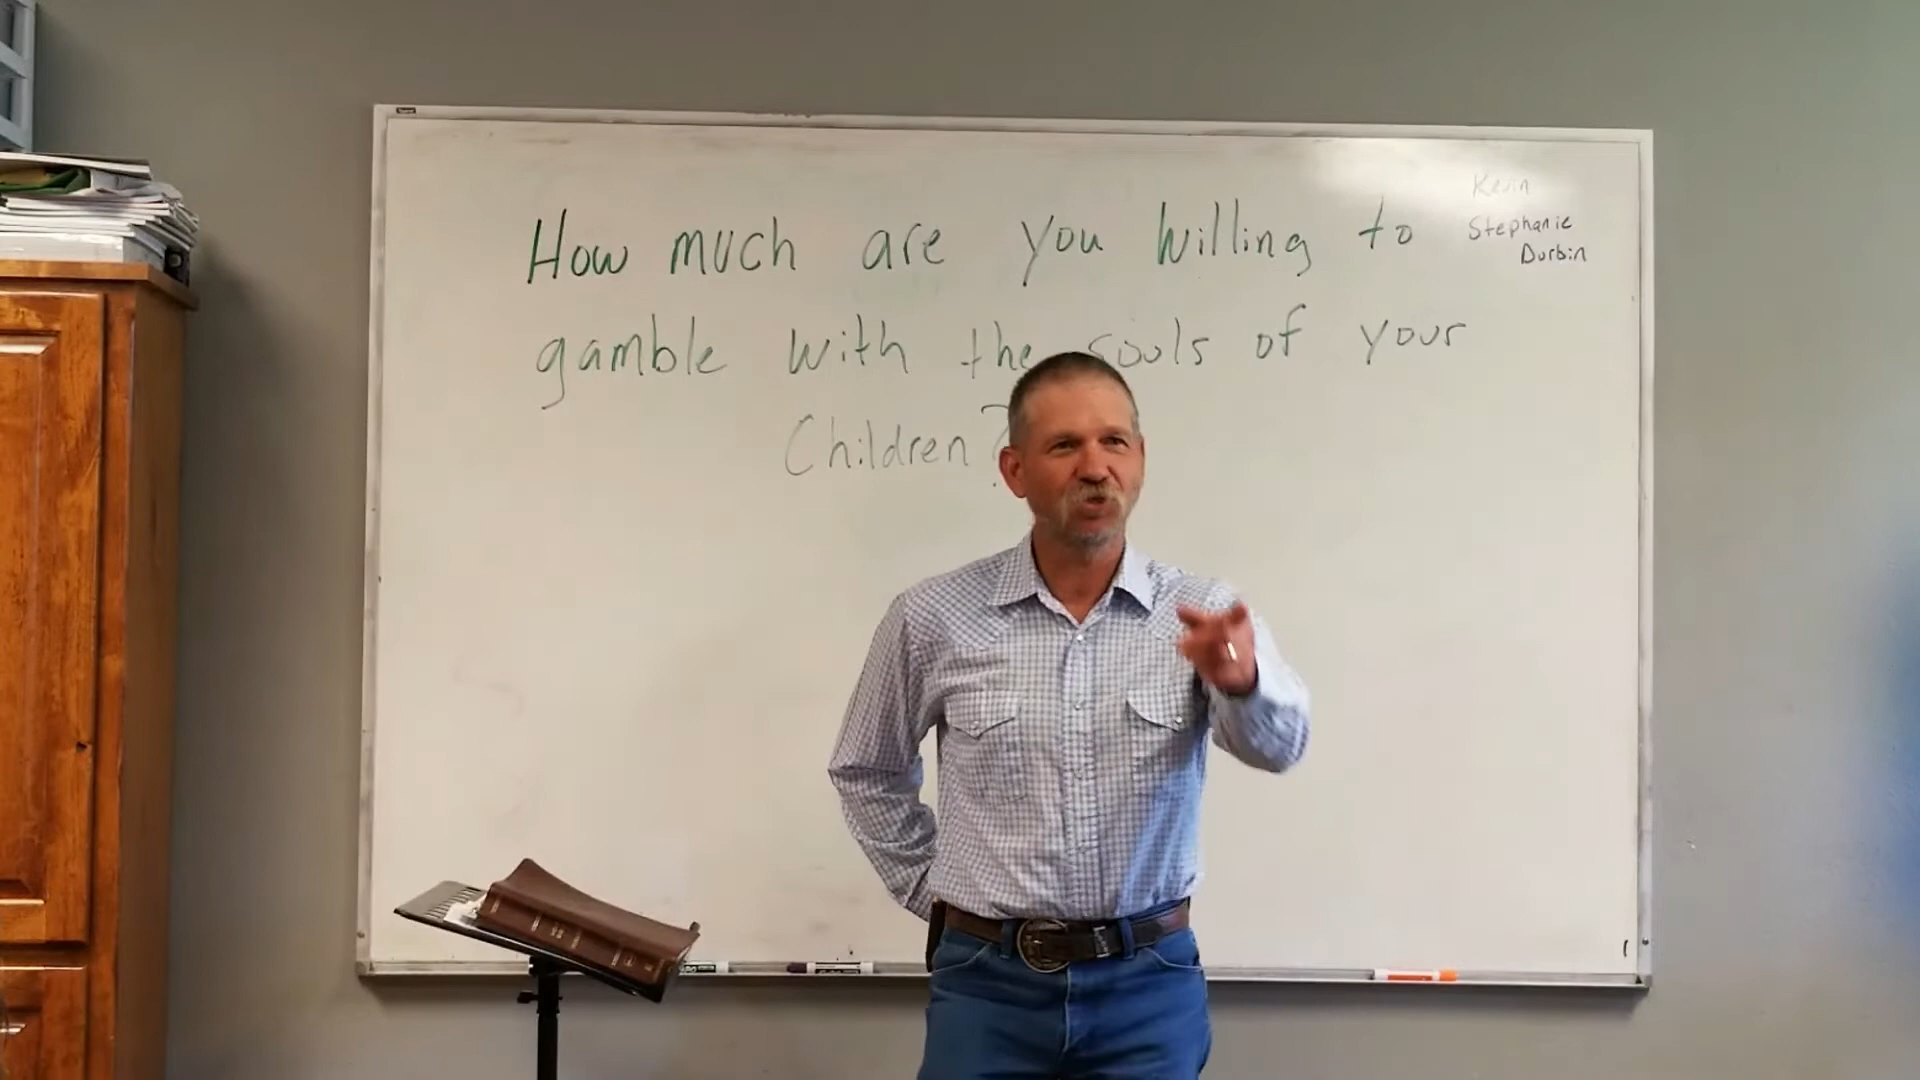 How much are you willing to
gamble with the souls of your
Children?
Kevin
Stephanie
Durbin